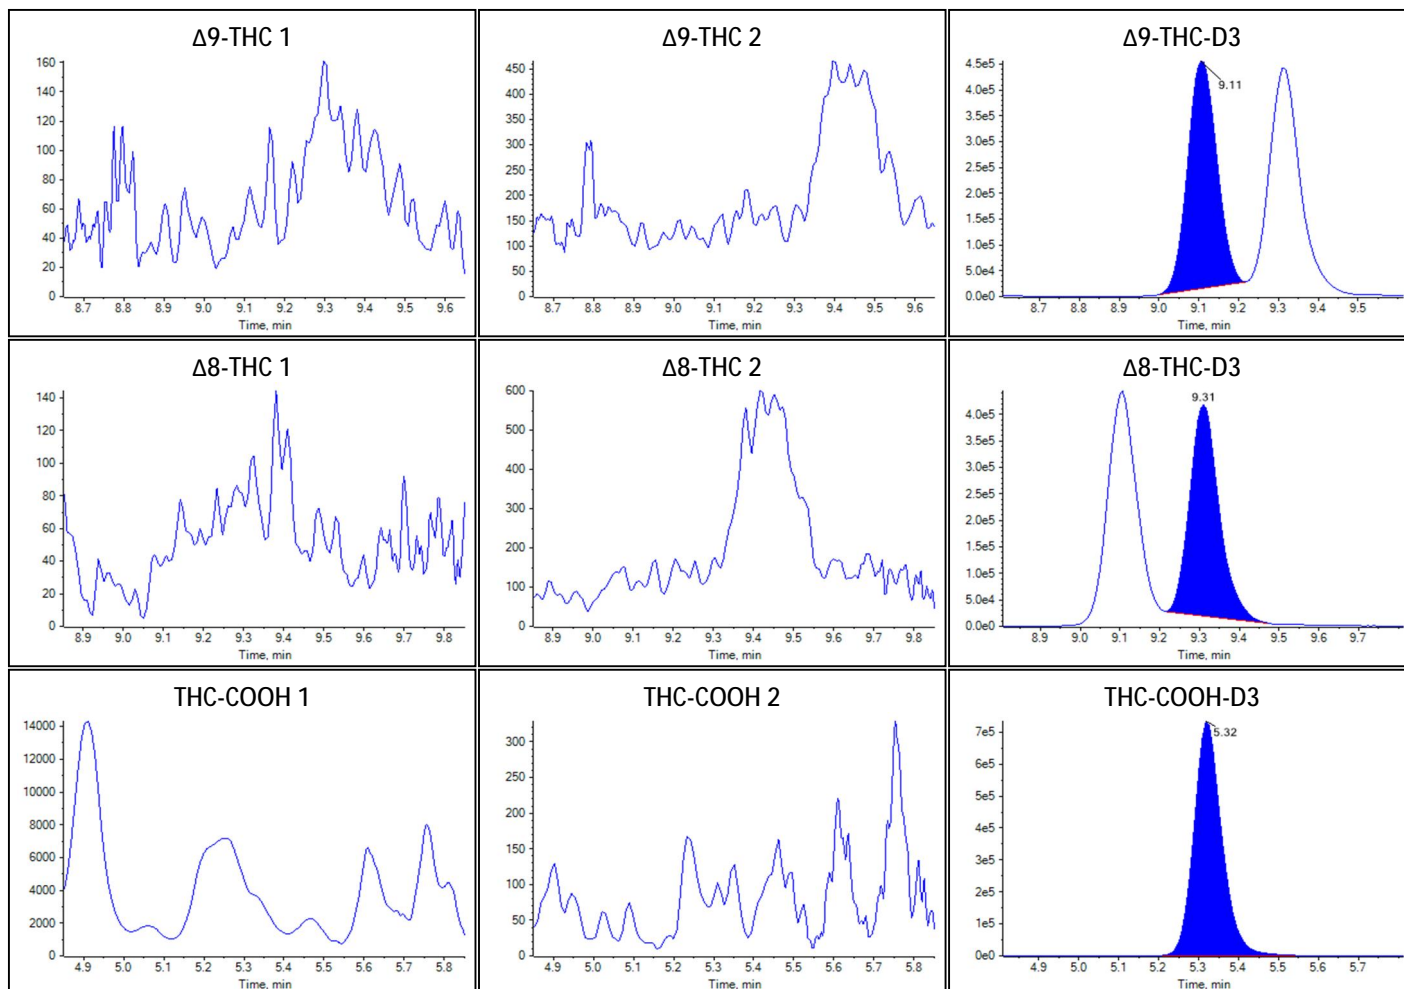 Δ9-THC 1
160
140
120
100
80
60
40
20
0
8.7 8.8 8.9 9.0 9.1 9.2 9.3 9.4 9.5 9.6
Time, min
Δ9-THC 2
450
400
350
300
250
200
150
100
50
0
8.7 8.8 8.9 9.0 9.1 9.2 9.3 9.4 9.5 9.6
Time, min
Δ9-THC-D3
4.5e5
4.0e5
3.5e5
3.0e5
2.5e5
2.0e5
1.5e5
1.0e5
5.0e4
0.0e0
9.11
8.7 8.8 8.9 9.0 9.1 9.2 9.3 9.4 9.5
Time, min
Δ8-THC 1
140
120
100
80
60
40
20
0
8.9 9.0 9.1 9.2 9.3 9.4 9.5 9.6 9.7 9.8
Time, min
Δ8-THC 2
600
500
400
300
200
100
0
8.9 9.0 9.1 9.2 9.3 9.4 9.5 9.6 9.7 9.8
Time, min
Δ8-THC-D3
9.31
4.0e5
3.5e5
3.0e5
2.5e5
2.0e5
1.5e5
1.0e5
5.0e4
0.0e0
8.9 9.0 9.1 9.2 9.3 9.4 9.5 9.6 9.7
Time, min
THC-COOH 1
14000
12000
10000
8000
6000
4000
2000
0
4.9 5.0 5.1 5.2 5.3 5.4 5.5 5.6 5.7 5.8
Time, min
THC-COOH 2
300
250
200
150
100
50
0
4.9 5.0 5.1 5.2 5.3 5.4 5.5 5.6 5.7 5.8
Time, min
THC-COOH-D3
5.32
7e5
6e5
5e5
4e5
3e5
2e5
1e5
0e0
4.9 5.0 5.1 5.2 5.3 5.4 5.5 5.6 5.7
Time, min